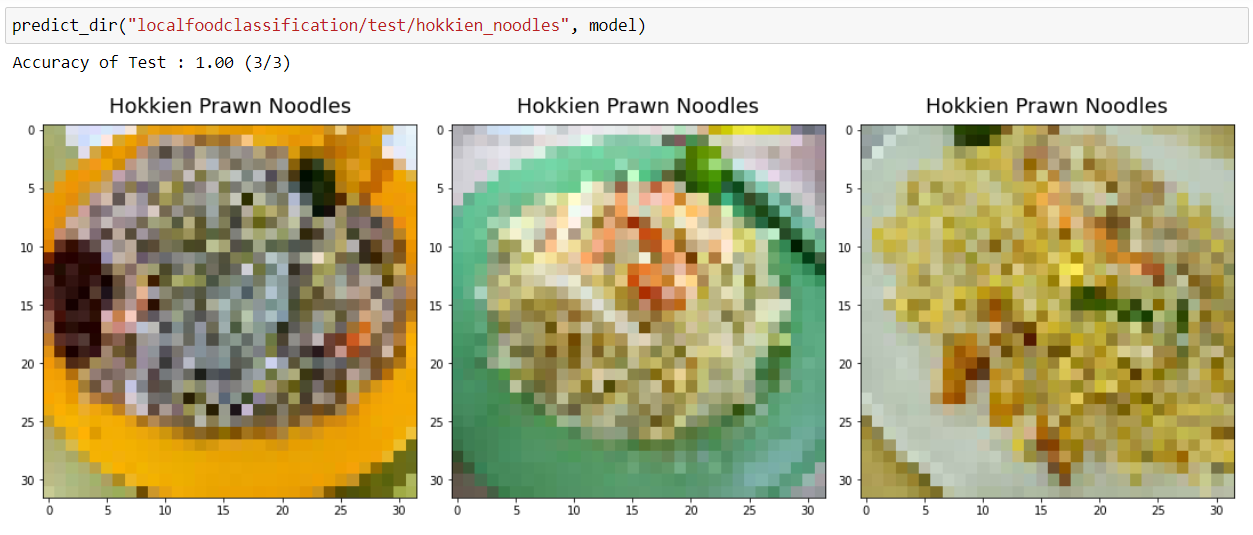 predict_dir("localfoodclassification/test/hokkien_noodles", model)
Accuracy of Test : 1.00 (3/3)
Hokkien Prawn Noodles
0
5
10
15
20
25
30
0 5 10 15 20 25 30
Hokkien Prawn Noodles
0
5
10
15
20
25
30
0 5 10 15 20 25 30
Hokkien Prawn Noodles
0
5
10
15
20
25
30
0 5 10 15 20 25 30